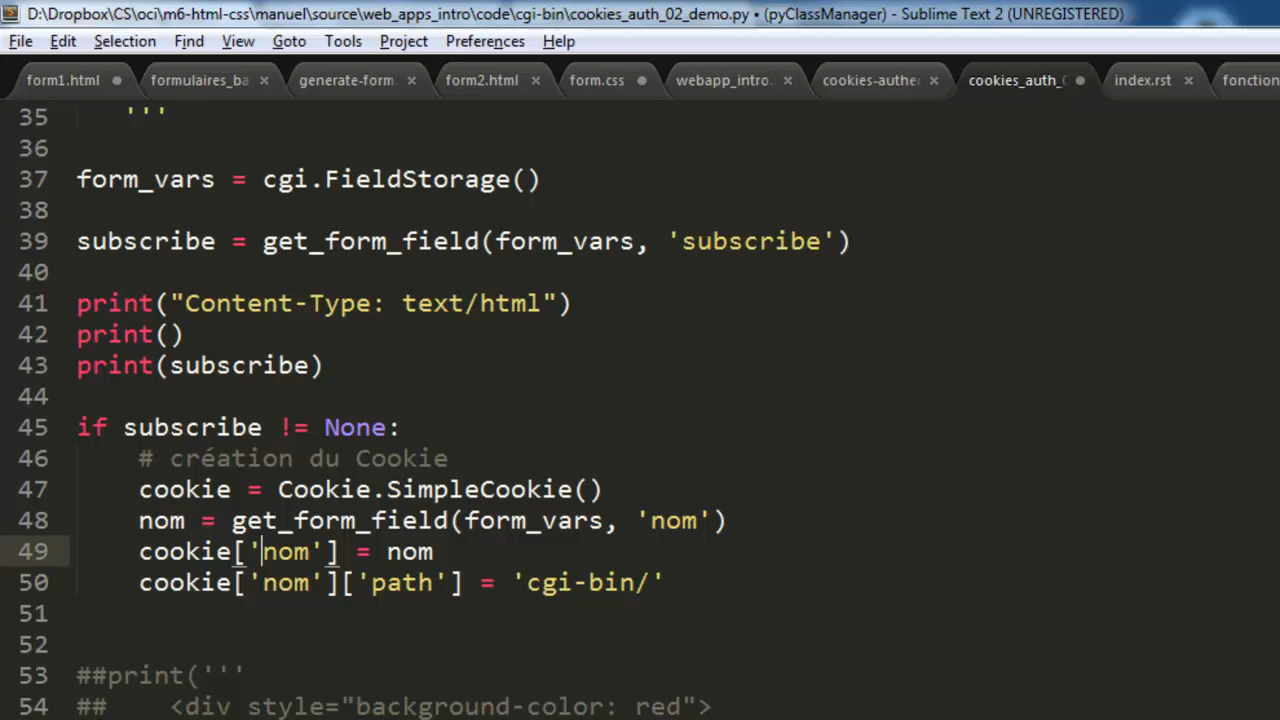 D:\Dropbox\CS\oci\m6-html-css\manuel\source\web_apps_intro\code\cgi-bin\cookies_auth_02_demo.py • (pyClassManager) - Sublime Text 2 (UNREGISTERED)
File Edit Selection Find View Goto Tools Project Preferences Help
form1.html formulaires_ba generate-form form2.html form.css webapp_intro. cookies-authe cookies_auth_0 index.rst fonction
35 '''
36
37 form_vars = cgi.FieldStorage()
38
39 subscribe = get_form_field(form_vars, 'subscribe')
40
41 print("Content-Type: text/html")
42 print()
43 print(subscribe)
44
45 if subscribe != None:
46 # création du Cookie
47 cookie = Cookie.SimpleCookie()
48 nom = get_form_field(form_vars, 'nom')
49 cookie['nom'] = nom
50 cookie['nom']['path'] = 'cgi-bin/'
51
52
53 ##print('''
54 ## <div style="background-color: red">